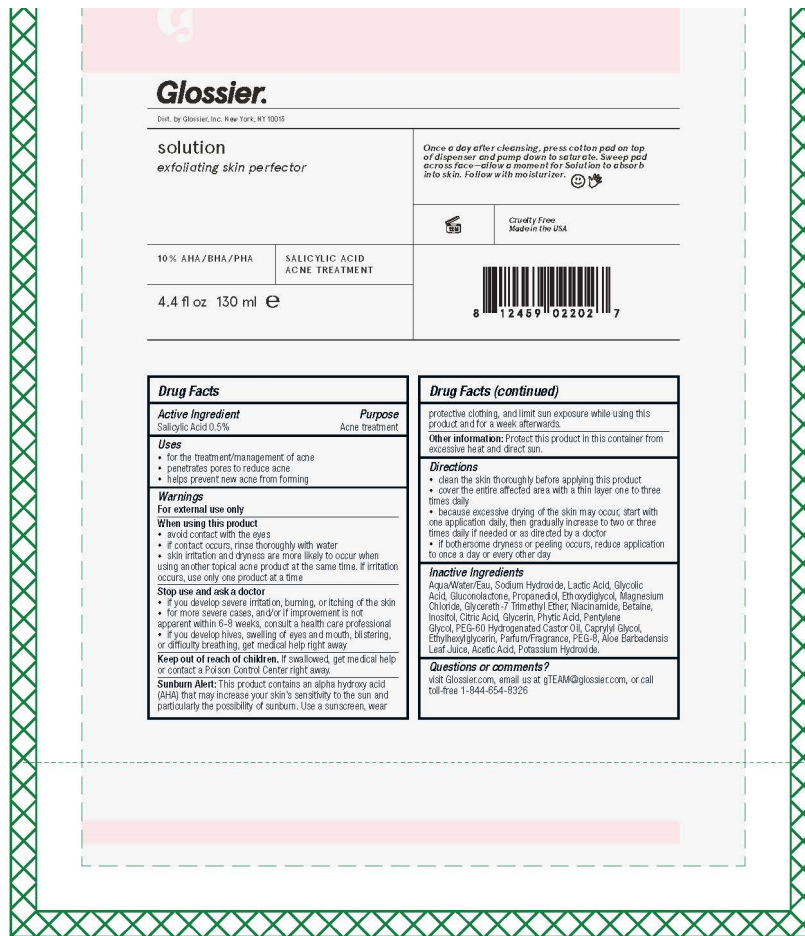 Glossier.
Dist. by Glossier, Inc. New York, NY 10013
solution
exfoliating skin perfector
Once a day after cleansing, press cotton pad on top
of dispenser and pump down to saturate. Sweep pad
across face—allow a moment for Solution to absorb
into skin. Follow with moisturizer.
Cruelty Free
Made in the USA
10% AHA/BHA/PHA
SALICYLIC ACID
ACNE TREATMENT
4.4 fl oz 130 ml ℮
8 12459 02202 7
Drug Facts
Active Ingredient Purpose
Salicylic Acid 0.5% Acne treatment
Uses
• for the treatment/management of acne
• penetrates pores to reduce acne
• helps prevent new acne from forming
Warnings
For external use only
When using this product
• avoid contact with the eyes
• if contact occurs, rinse thoroughly with water
• skin irritation and dryness are more likely to occur when
using another topical acne product at the same time. If irritation
occurs, use only one product at a time
Stop use and ask a doctor
• if you develop severe irritation, burning, or itching of the skin
• for more severe cases, and/or if improvement is not
apparent within 6-8 weeks, consult a health care professional
• if you develop hives, swelling of eyes and mouth, blistering,
or difficulty breathing, get medical help right away
Keep out of reach of children. If swallowed, get medical help
or contact a Poison Control Center right away.
Sunburn Alert: This product contains an alpha hydroxy acid
(AHA) that may increase your skin's sensitivity to the sun and
particularly the possibility of sunburn. Use a sunscreen, wear
Drug Facts (continued)
protective clothing, and limit sun exposure while using this
product and for a week afterwards.
Other information: Protect this product in this container from
excessive heat and direct sun.
Directions
• clean the skin thoroughly before applying this product
• cover the entire affected area with a thin layer one to three
times daily
• because excessive drying of the skin may occur, start with
one application daily, then gradually increase to two or three
times daily if needed or as directed by a doctor
• if bothersome dryness or peeling occurs, reduce application
to once a day or every other day
Inactive Ingredients
Aqua/Water/Eau, Sodium Hydroxide, Lactic Acid, Glycolic
Acid, Gluconolactone, Propanediol, Ethoxydiglycol, Magnesium
Chloride, Glycereth-7 Trimethyl Ether, Niacinamide, Betaine,
Inositol, Citric Acid, Glycerin, Phytic Acid, Pentylene
Glycol, PEG-60 Hydrogenated Castor Oil, Caprylyl Glycol,
Ethylhexylglycerin, Parfum/Fragrance, PEG-8, Aloe Barbadensis
Leaf Juice, Acetic Acid, Potassium Hydroxide.
Questions or comments?
visit Glossier.com, email us at gTEAM@glossier.com, or call
toll-free 1-844-654-8326